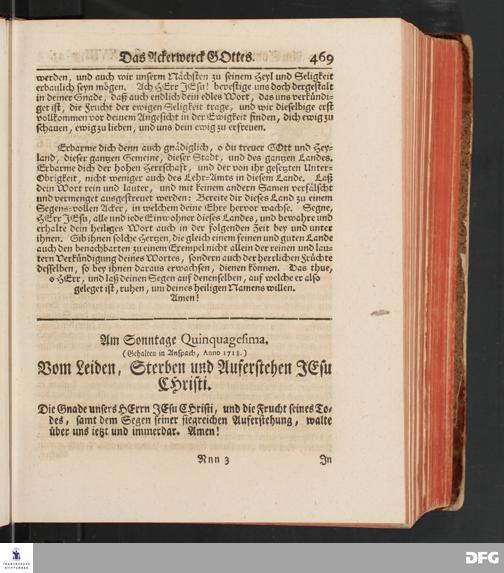 Das Ackerwerck GOttes. 469
werden, und auch wir unserm Nächsten zu seinem Heyl und Seligkeit
erbaulich seyn mögen. Ach HErr JEsu! bevestige uns doch dergestalt
in deiner Gnade, daß auch endlich dein edles Wort, das uns verkündi-
get ist, die Frucht der ewigen Seligkeit trage, und wir dieselbige erst
vollkommen vor deinem Angesicht in der Ewigkeit finden, dich ewig zu
schauen, ewig zu lieben, und uns dein ewig zu erfreuen.
Erbarme dich denn auch gnädiglich, o du treuer GOtt und Hey-
land, dieser gantzen Gemeine, dieser Stadt, und des gantzen Landes.
Erbarme dich der hohen Herrschaft, und der von ihr gesetzten Unter-
Obrigkeit, nicht weniger auch des Lehr-Amts in diesem Lande. Laß
dein Wort rein und lauter, und mit keinem andern Samen verfälscht
und vermenget ausgestreuet werden: Bereite dir dieses Land zu einem
Segens-vollen Acker, in welchem deine Ehre hervor wachse. Segne,
HErr JEsu, alle und iede Einwohner dieses Landes, und bewahre und
erhalte dein heiliges Wort auch in der folgenden Zeit bey und unter
ihnen. Gib ihnen solche Hertzen, die gleich einem feinen und guten Lande
auch den benachbarten zu einem Exempel nicht allein der reinen und lau-
tern Verkündigung deines Wortes, sondern auch der herrlichen Früchte
desselben, so bey ihnen daraus erwachsen, dienen können. Das thue,
o HErr, und laß deinen Segen auf denenselben, auf welche er also
geleget ist, ruhen, um deines heiligen Namens willen.
Amen!
Am Sonntage Quinquagesima.
(Gehalten in Anspach, Anno 1718.)
Vom Leiden, Sterben und Auferstehen JEsu
CHristi.
Die Gnade unsers HErrn JEsu CHristi, und die Frucht seines To-
des, samt dem Segen seiner siegreichen Auferstehung, walte
über uns ietzt und immerdar. Amen!
Nnn 3 In
FRANCKESCHE
STIFTUNGEN
DFG